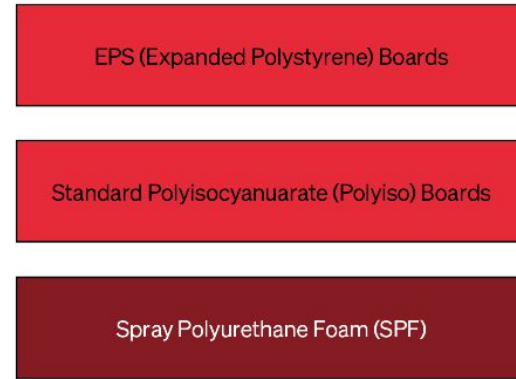 EPS (Expanded Polystyrene) Boards
Standard Polyisocyanuarate (Polyiso) Boards
Spray Polyurethane Foam (SPF)